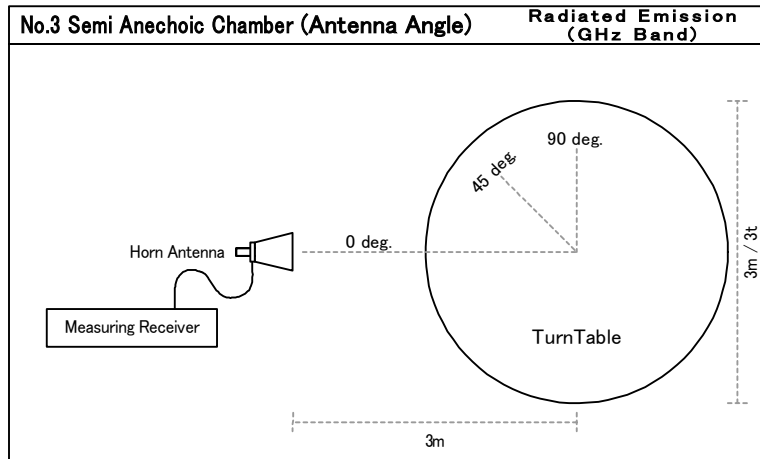 No.3 Semi Anechoic Chamber (Antenna Angle)
Radiated Emission
(GHz Band)
90 deg.
45 deg.
0 deg.
Horn Antenna
3m / 3t
Measuring Receiver
TurnTable
3m